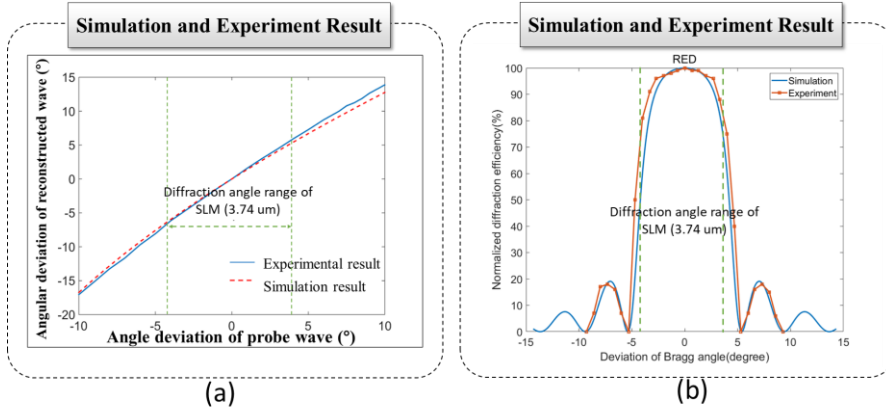 Simulation and Experiment Result
Angular deviation of reconstructed wave (°)
15
10
5
0
-5
-10
-15
-20
Diffraction angle range of
SLM (3.74 um)
Experimental result
Simulation result
-10
-5
0
5
10
Angle deviation of probe wave (°)
(a)
Simulation and Experiment Result
RED
Normalized diffraction efficiency(%)
100
90
80
70
60
50
40
30
20
10
0
Simulation
Experiment
Diffraction angle range of
SLM (3.74 um)
-15
-10
-5
0
5
10
15
Deviation of Bragg angle(degree)
(b)